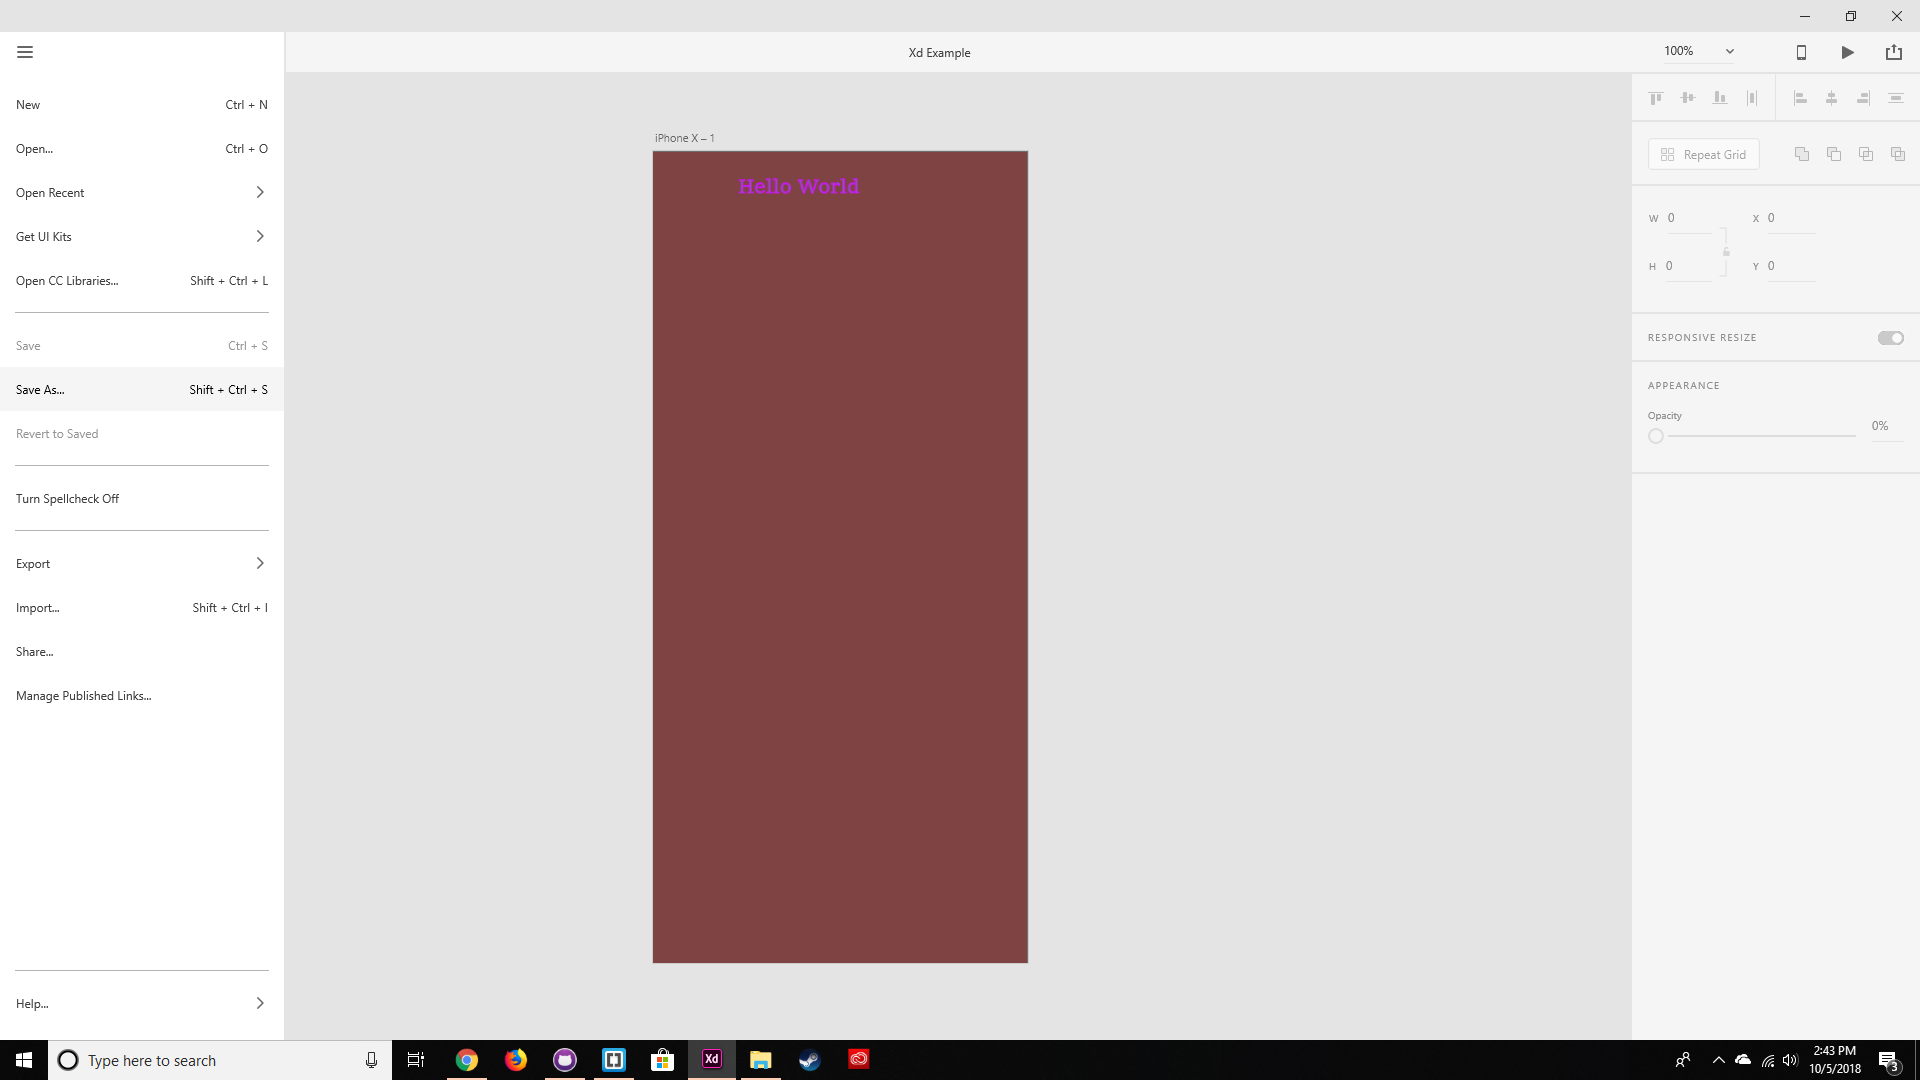 Xd Example
100%
New Ctrl + N
Open... Ctrl + O
Open Recent
Get UI Kits
Open CC Libraries... Shift + Ctrl + L
Save Ctrl + S
Save As... Shift + Ctrl + S
Revert to Saved
Turn Spellcheck Off
Export
Import... Shift + Ctrl + I
Share...
Manage Published Links...
Help...
iPhone X – 1
Hello World
Repeat Grid
W 0 X 0
H 0 Y 0
RESPONSIVE RESIZE
APPEARANCE
Opacity
0%
Type here to search
Xd
2:43 PM
10/5/2018
3